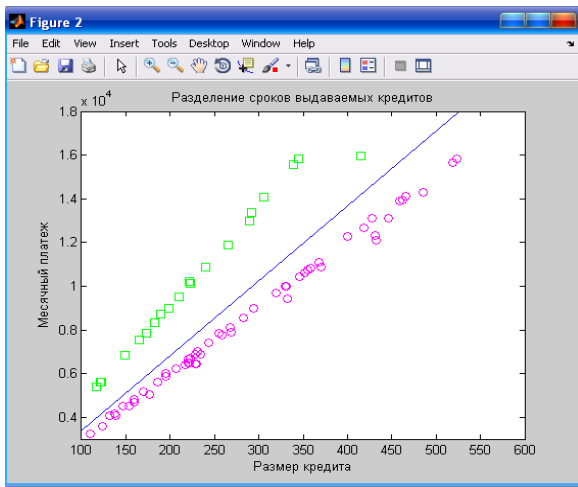 Figure 2
File Edit View Insert Tools Desktop Window Help
x 10⁴
Разделение сроков выдаваемых кредитов
1.8
1.6
1.4
1.2
1
0.8
0.6
0.4
Месячный платеж
100 150 200 250 300 350 400 450 500 550 600
Размер кредита